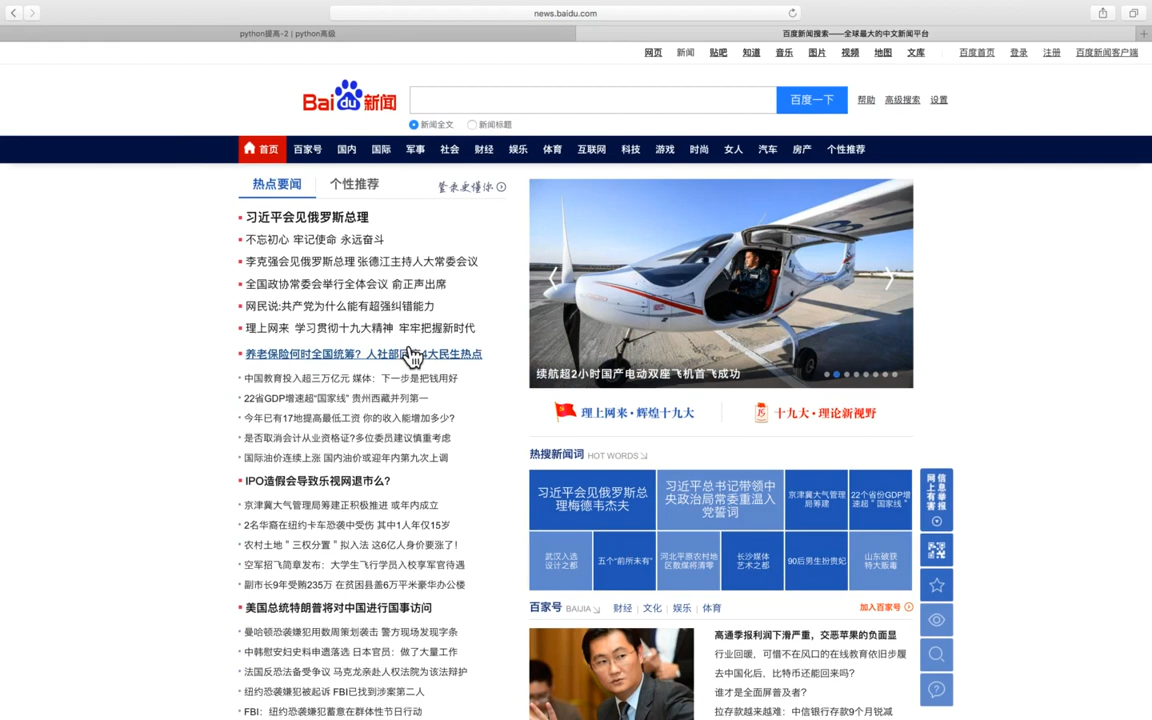 news.baidu.com
python提高-2 | python高级
百度新闻搜索——全球最大的中文新闻平台
网页 新闻 贴吧 知道 音乐 图片 视频 地图 文库 百度首页 登录 注册 百度新闻客户端
Baidu新闻
百度一下
帮助 高级搜索 设置
新闻全文 新闻标题
首页 百家号 国内 国际 军事 社会 财经 娱乐 体育 互联网 科技 游戏 时尚 女人 汽车 房产 个性推荐
热点要闻 个性推荐 登录更懂你
习近平会见俄罗斯总理
不忘初心 牢记使命 永远奋斗
李克强会见俄罗斯总理 张德江主持人大常委会议
全国政协常委会举行全体会议 俞正声出席
网民说:共产党为什么能有超强纠错能力
理上网来 学习贯彻十九大精神 牢牢把握新时代
养老保险何时全国统筹？人社部4大民生热点
中国教育投入超三万亿元 媒体：下一步是把钱用好
22省GDP增速超"国家线" 贵州西藏并列第一
今年已有17地提高最低工资 你的收入能增加多少?
是否取消会计从业资格证?多位委员建议慎重考虑
国际油价连续上涨 国内油价或迎年内第九次上调
IPO造假会导致乐视网退市么?
京津冀大气管理局筹建正积极推进 或年内成立
2名华裔在纽约卡车恐袭中受伤 其中1人年仅15岁
农村土地＂三权分置＂拟入法 这6亿人身价要涨了!
空军招飞简章发布：大学生飞行学员入校享军官待遇
副市长9年受贿235万 在贫困县盖6万平米豪华办公楼
美国总统特朗普将对中国进行国事访问
曼哈顿恐袭嫌犯用数周策划袭击 警方现场发现字条
中韩慰安妇史料申遗落选 日本官员：做了大量工作
法国反恐法备受争议 马克龙亲赴人权法院为该法辩护
纽约恐袭嫌犯被起诉 FBI已找到涉案第二人
FBI：纽约恐袭嫌犯蓄意在群体性节日行动
续航超2小时国产电动双座飞机首飞成功
理上网来·辉煌十九大
十九大·理论新视野
热搜新闻词 HOT WORDS
习近平会见俄罗斯总
理梅德韦杰夫
习近平总书记带领中
央政治局常委重温入
党誓词
京津冀大气管理
局筹建
22个省份GDP增
速超＂国家线＂
武汉入选
设计之都
五个"前所未有"
河北平原农村地
区散煤将清零
长沙媒体
艺术之都
90后男生扮贵妃
山东破获
特大贩毒
百家号 BAIJIA 财经 | 文化 | 娱乐 | 体育 加入百家号
高通季报利润下滑严重，交恶苹果的负面显
行业回暖，可惜不在风口的在线教育依旧步履
去中国化后，比特币还能回来吗?
谁才是全面屏普及者?
拉存款越来越难：中信银行存款9个月锐减
网上有害
信息举报